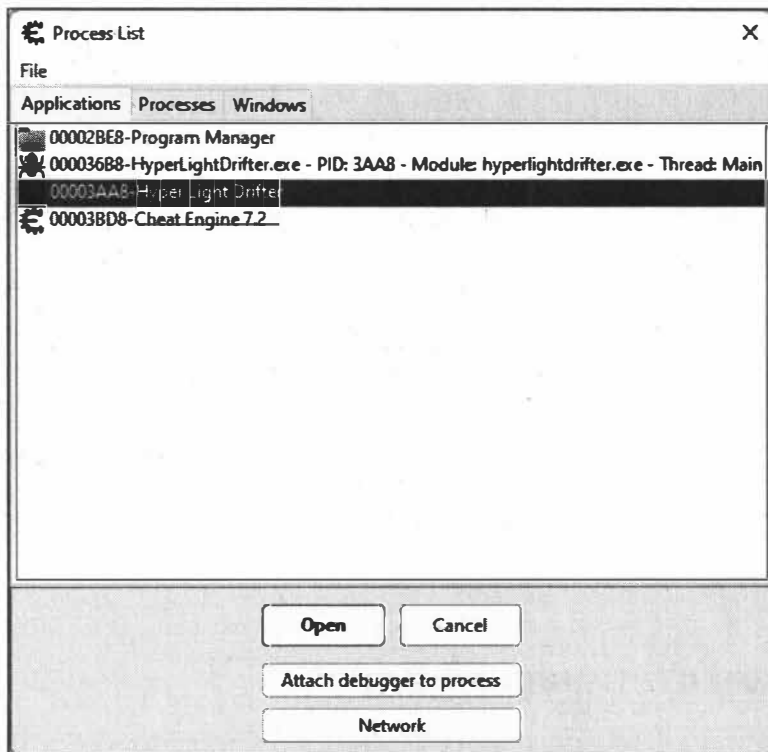 Process List
File
Applications Processes Windows
00002BE8-Program Manager
000036B8-HyperLightDrifter.exe - PID: 3AA8 - Module: hyperlightdrifter.exe - Thread: Main
00003AA8-Hyper Light Drifter
00003BD8-Cheat Engine 7.2
Open Cancel
Attach debugger to process
Network